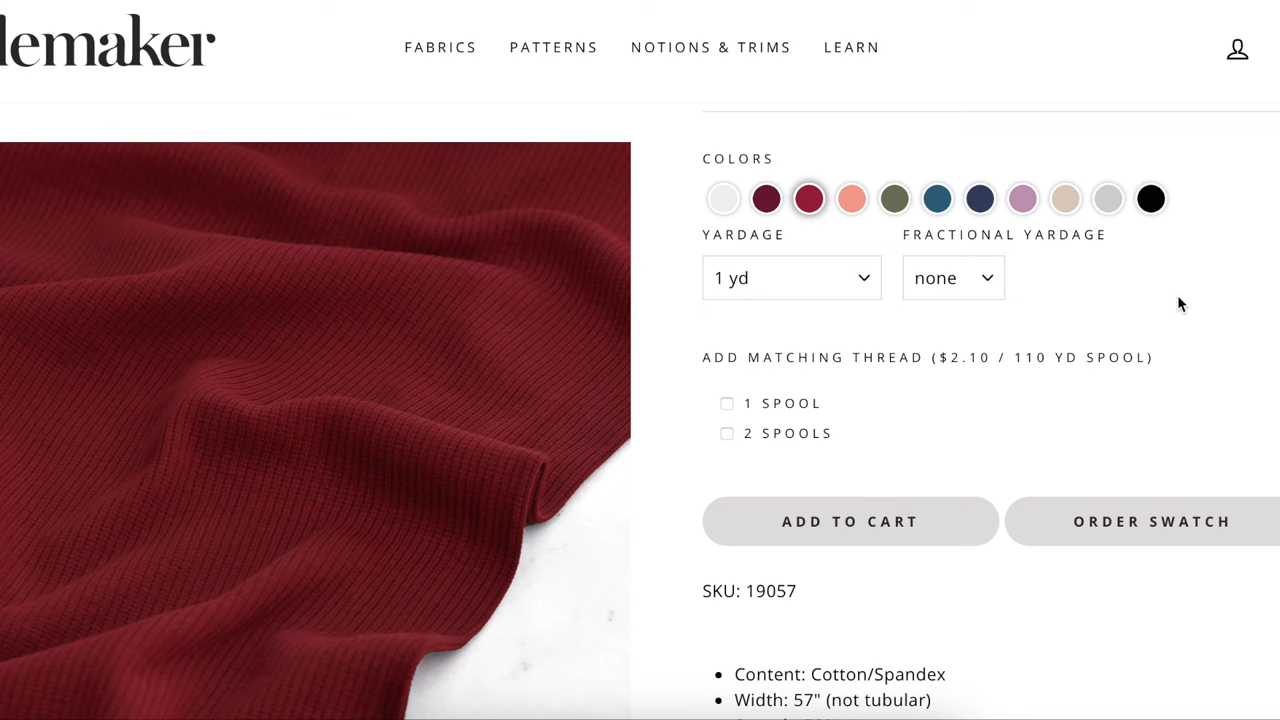 lemaker
FABRICS PATTERNS NOTIONS & TRIMS LEARN
COLORS
YARDAGE FRACTIONAL YARDAGE
1 yd none
ADD MATCHING THREAD ($2.10 / 110 YD SPOOL)
1 SPOOL
2 SPOOLS
ADD TO CART ORDER SWATCH
SKU: 19057
Content: Cotton/Spandex
Width: 57" (not tubular)